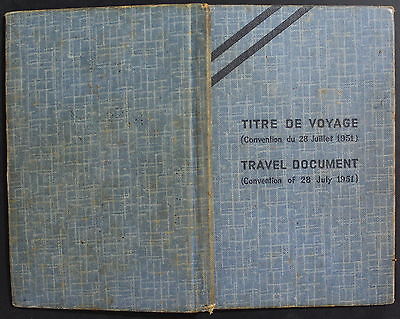 TITRE DE VOYAGE
(Convention du 28 Juillet 1951)
TRAVEL DOCUMENT
(Convention of 28 July 1951)